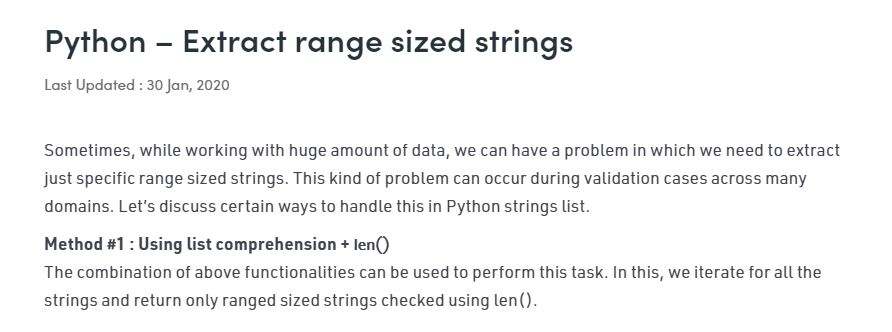 Python – Extract range sized strings
Last Updated : 30 Jan, 2020
Sometimes, while working with huge amount of data, we can have a problem in which we need to extract
just specific range sized strings. This kind of problem can occur during validation cases across many
domains. Let’s discuss certain ways to handle this in Python strings list.
Method #1 : Using list comprehension + len()
The combination of above functionalities can be used to perform this task. In this, we iterate for all the
strings and return only ranged sized strings checked using len().